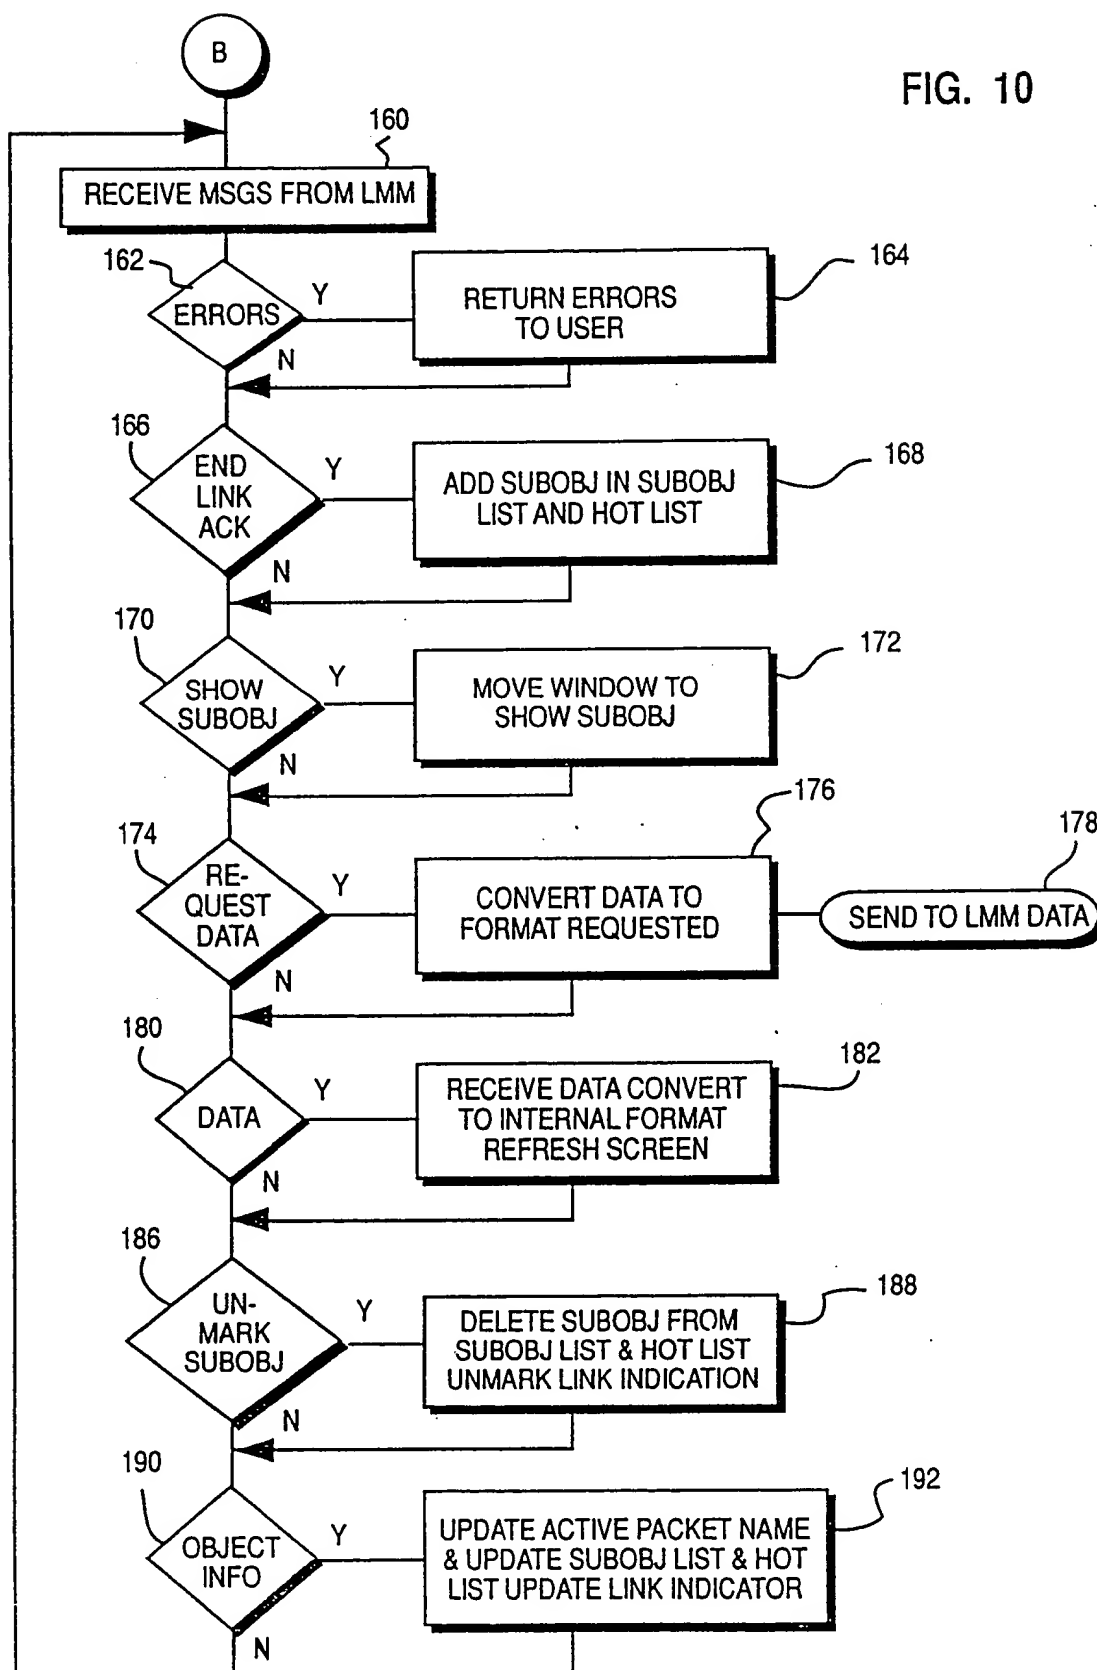 B
FIG. 10
160
RECEIVE MSGS FROM LMM
162
ERRORS
Y
N
164
RETURN ERRORS
TO USER
166
END
LINK
ACK
Y
N
168
ADD SUBOBJ IN SUBOBJ
LIST AND HOT LIST
170
SHOW
SUBOBJ
Y
N
172
MOVE WINDOW TO
SHOW SUBOBJ
174
RE-
QUEST
DATA
Y
N
176
CONVERT DATA TO
FORMAT REQUESTED
178
SEND TO LMM DATA
180
DATA
Y
N
182
RECEIVE DATA CONVERT
TO INTERNAL FORMAT
REFRESH SCREEN
186
UN-
MARK
SUBOBJ
Y
N
188
DELETE SUBOBJ FROM
SUBOBJ LIST & HOT LIST
UNMARK LINK INDICATION
190
OBJECT
INFO
Y
N
192
UPDATE ACTIVE PACKET NAME
& UPDATE SUBOBJ LIST & HOT
LIST UPDATE LINK INDICATOR